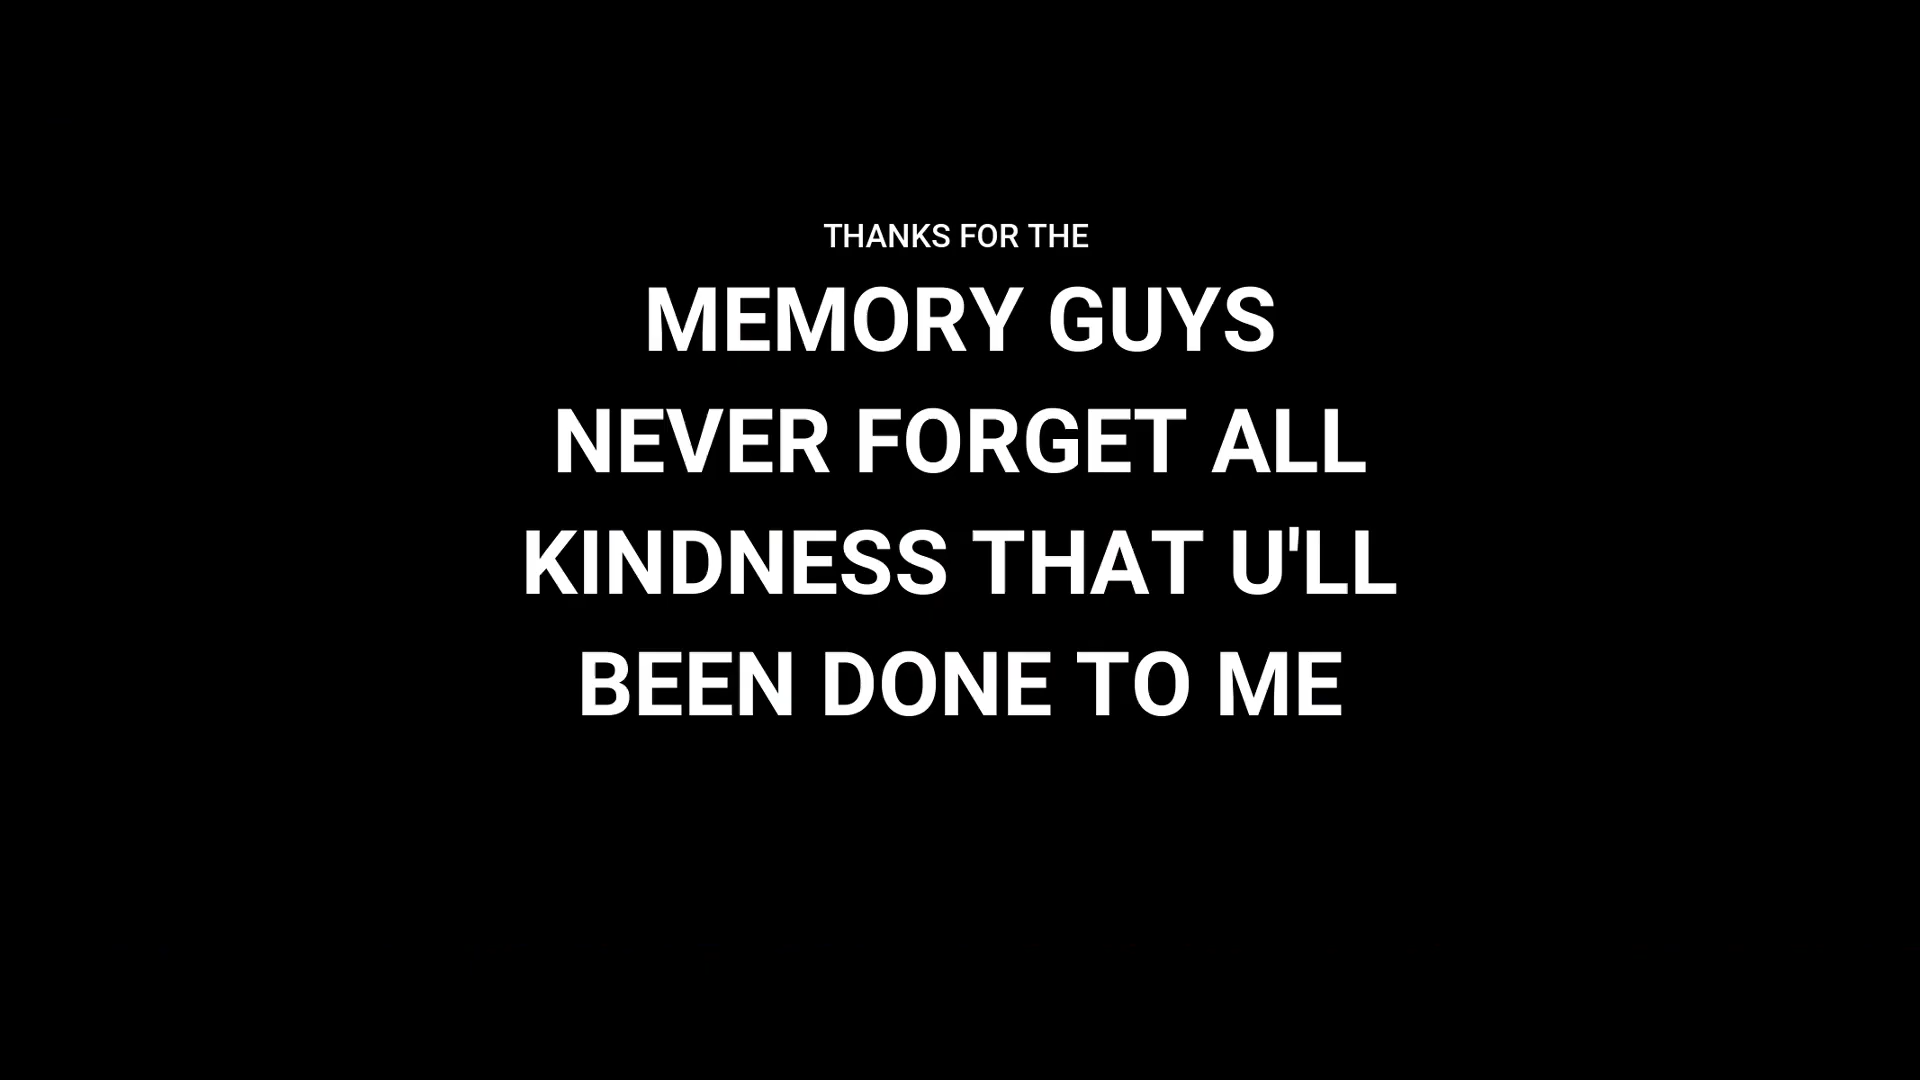 THANKS FOR THE
MEMORY GUYS
NEVER FORGET ALL
KINDNESS THAT U'LL
BEEN DONE TO ME